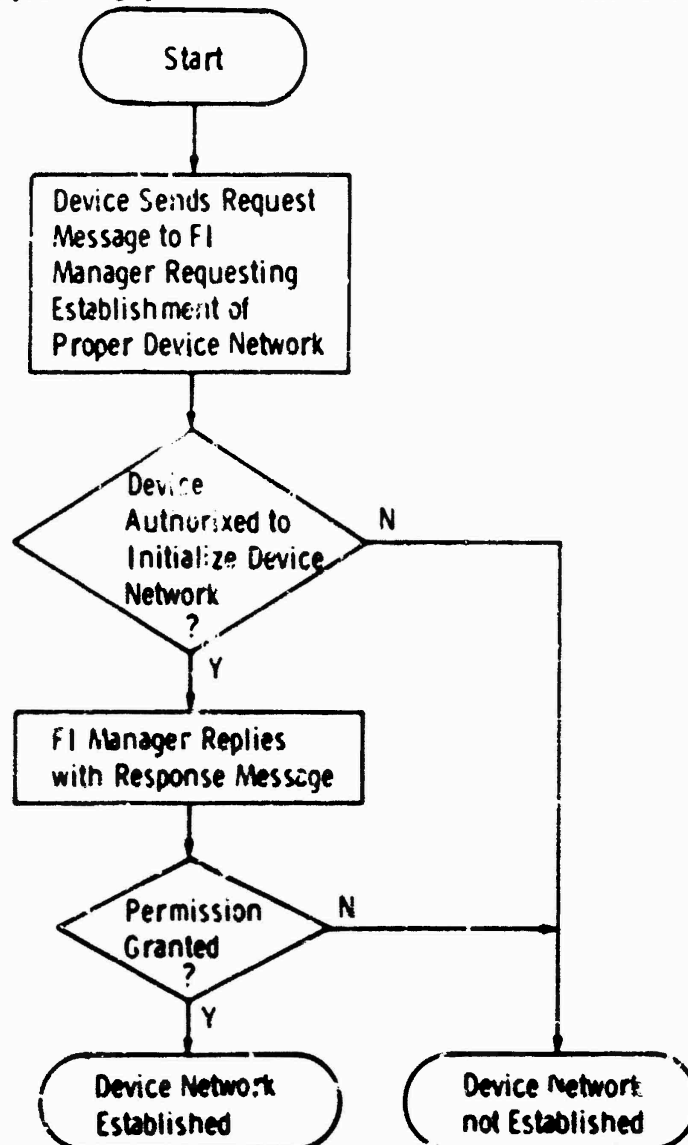 Start
Device Sends Request
Message to FI
Manager Requesting
Establishment of
Proper Device Network
Device
Authorixed to
Initialize Device
Network
?
N
Y
FI Manager Replies
with Response Message
Permission
Granted
?
N
Y
Device Network
Established
Device Network
not Established